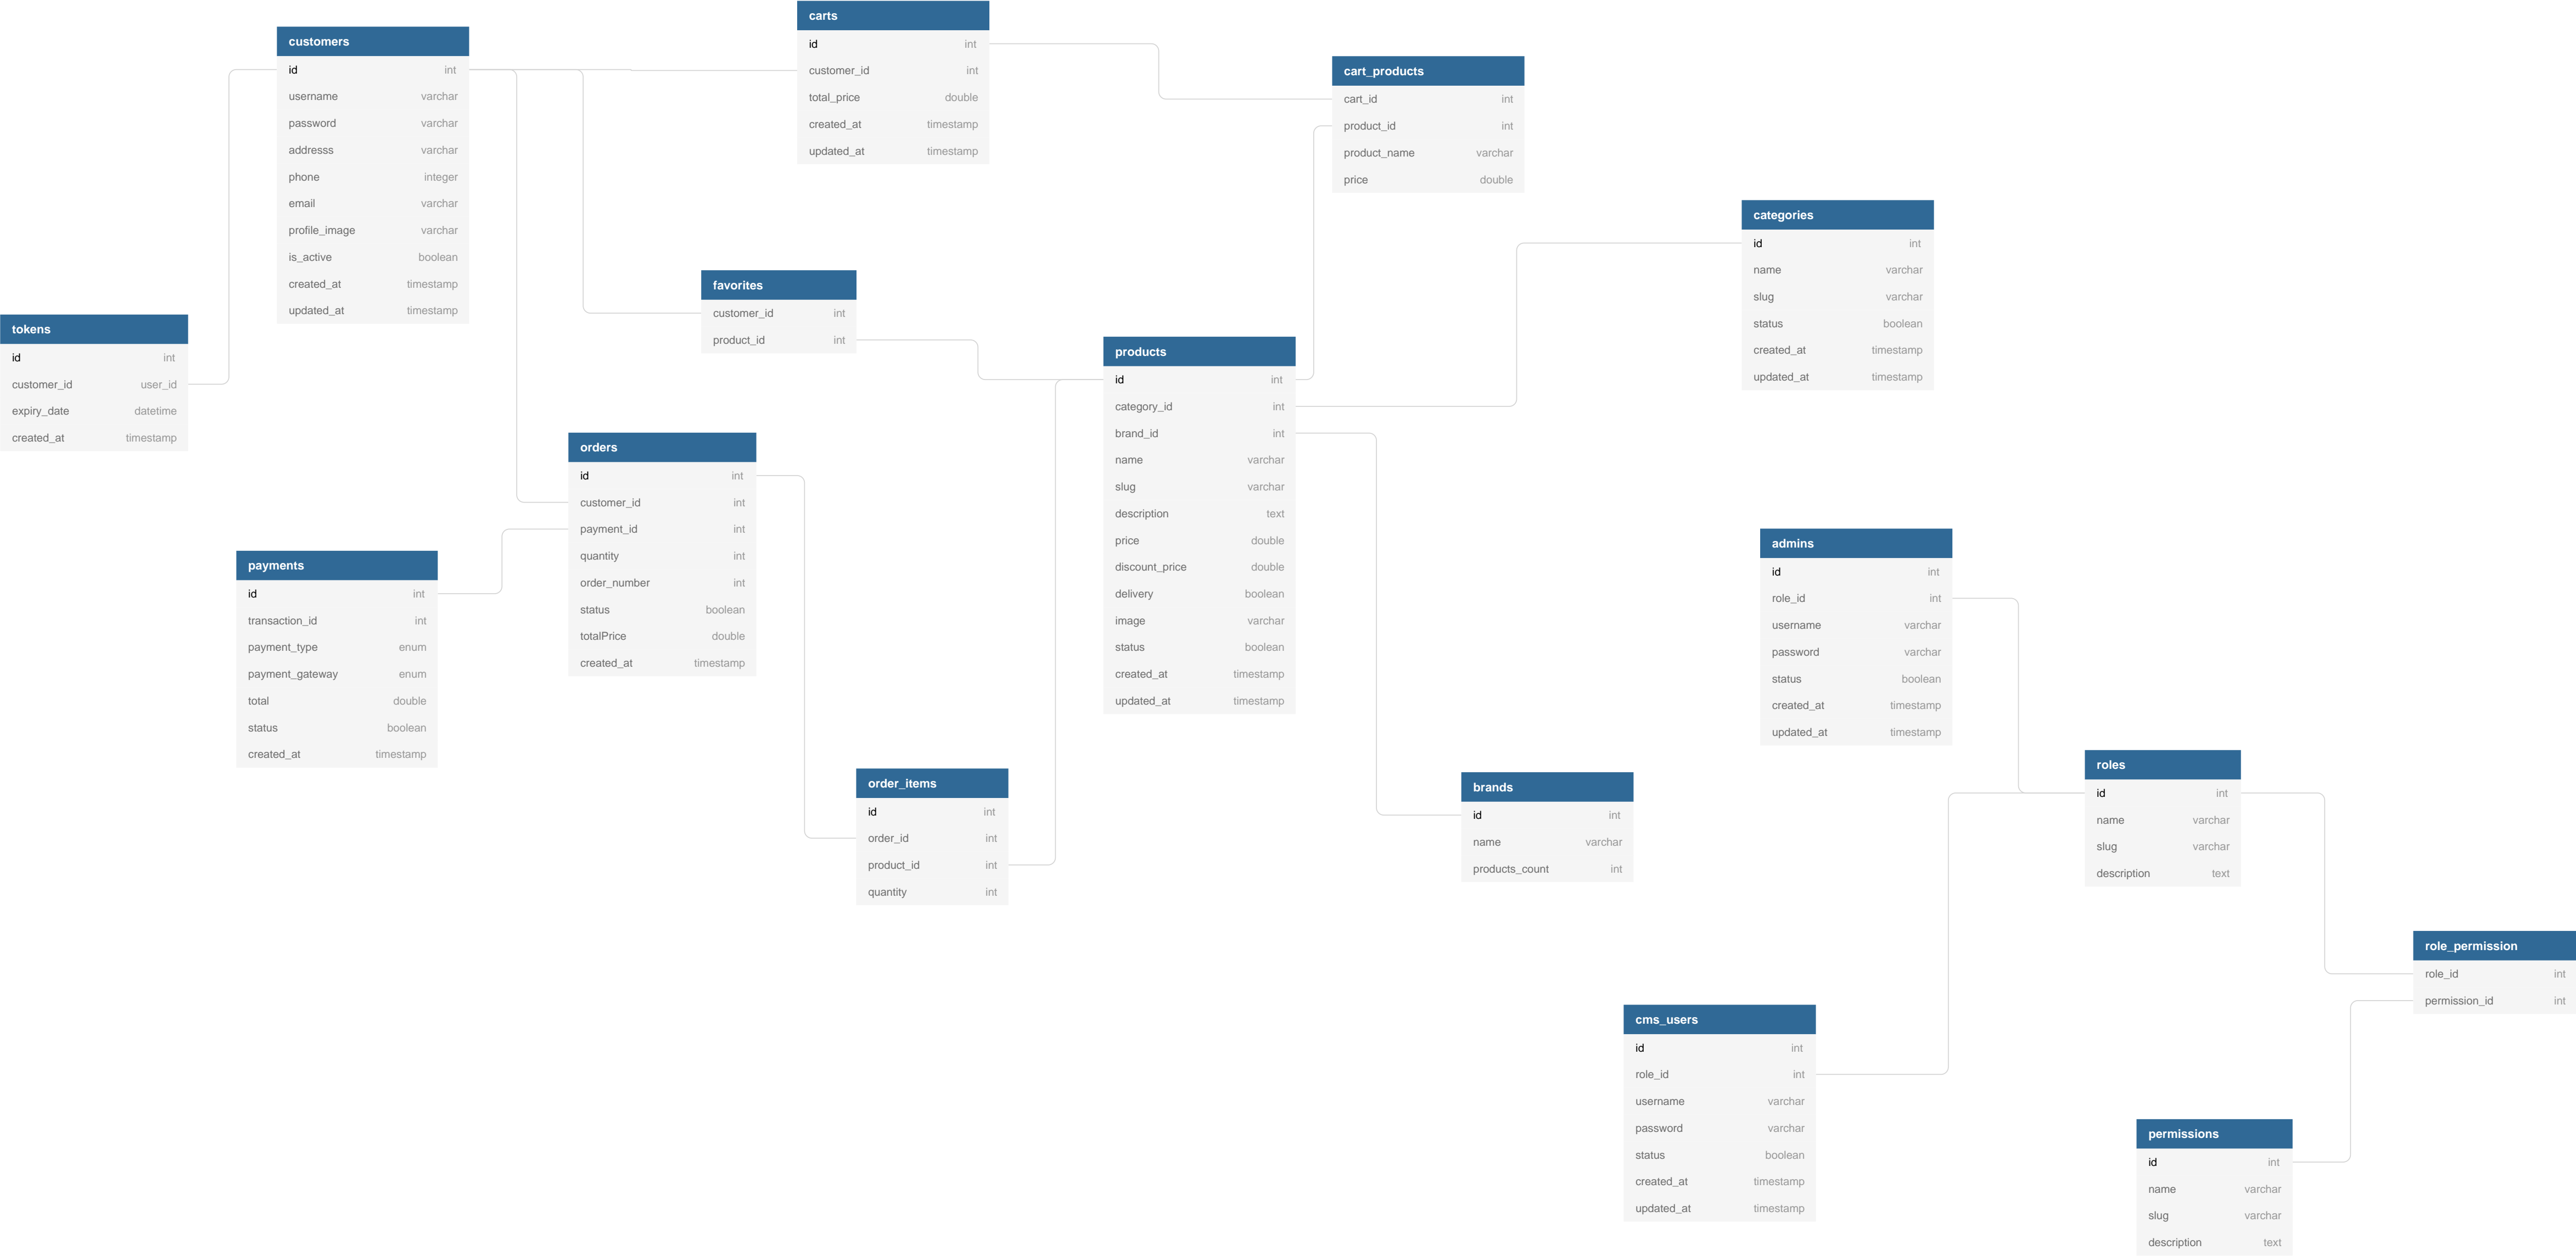 carts
id int
customer_id int
total_price double
created_at timestamp
updated_at timestamp
customers
id int
username varchar
password varchar
addresss varchar
phone integer
email varchar
profile_image varchar
is_active boolean
created_at timestamp
updated_at timestamp
cart_products
cart_id int
product_id int
product_name varchar
price double
categories
id int
name varchar
slug varchar
status boolean
created_at timestamp
updated_at timestamp
favorites
customer_id int
product_id int
tokens
id int
customer_id user_id
expiry_date datetime
created_at timestamp
products
id int
category_id int
brand_id int
name varchar
slug varchar
description text
price double
discount_price double
delivery boolean
image varchar
status boolean
created_at timestamp
updated_at timestamp
orders
id int
customer_id int
payment_id int
quantity int
order_number int
status boolean
totalPrice double
created_at timestamp
admins
id int
role_id int
username varchar
password varchar
status boolean
created_at timestamp
updated_at timestamp
payments
id int
transaction_id int
payment_type enum
payment_gateway enum
total double
status boolean
created_at timestamp
roles
id int
name varchar
slug varchar
description text
order_items
id int
order_id int
product_id int
quantity int
brands
id int
name varchar
products_count int
role_permission
role_id int
permission_id int
cms_users
id int
role_id int
username varchar
password varchar
status boolean
created_at timestamp
updated_at timestamp
permissions
id int
name varchar
slug varchar
description text